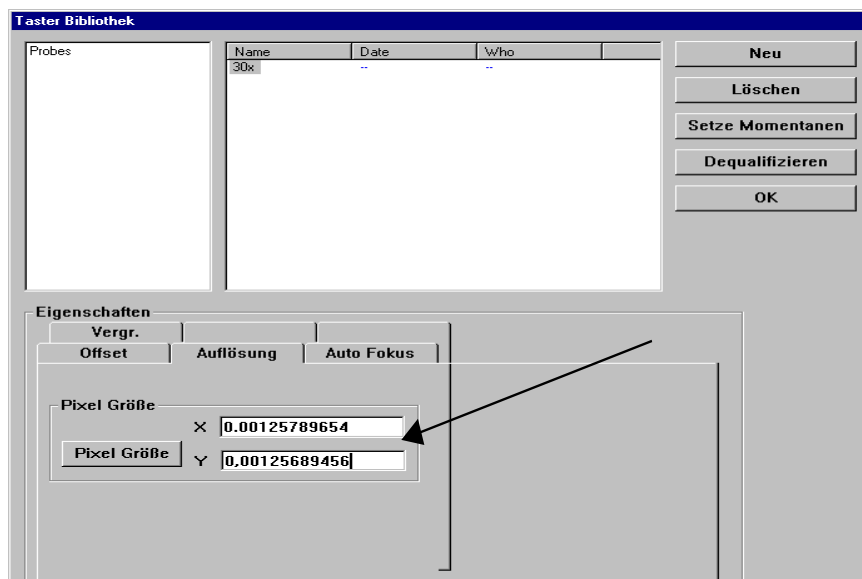 Taster Bibliothek
Probes
Name Date Who
30x -- --
Neu
Löschen
Setze Momentanen
Dequalifizieren
OK
Eigenschaften
Vergr.
Offset Auflösung Auto Fokus
Pixel Größe
X 0.00125789654
Pixel Größe Y 0,00125689456